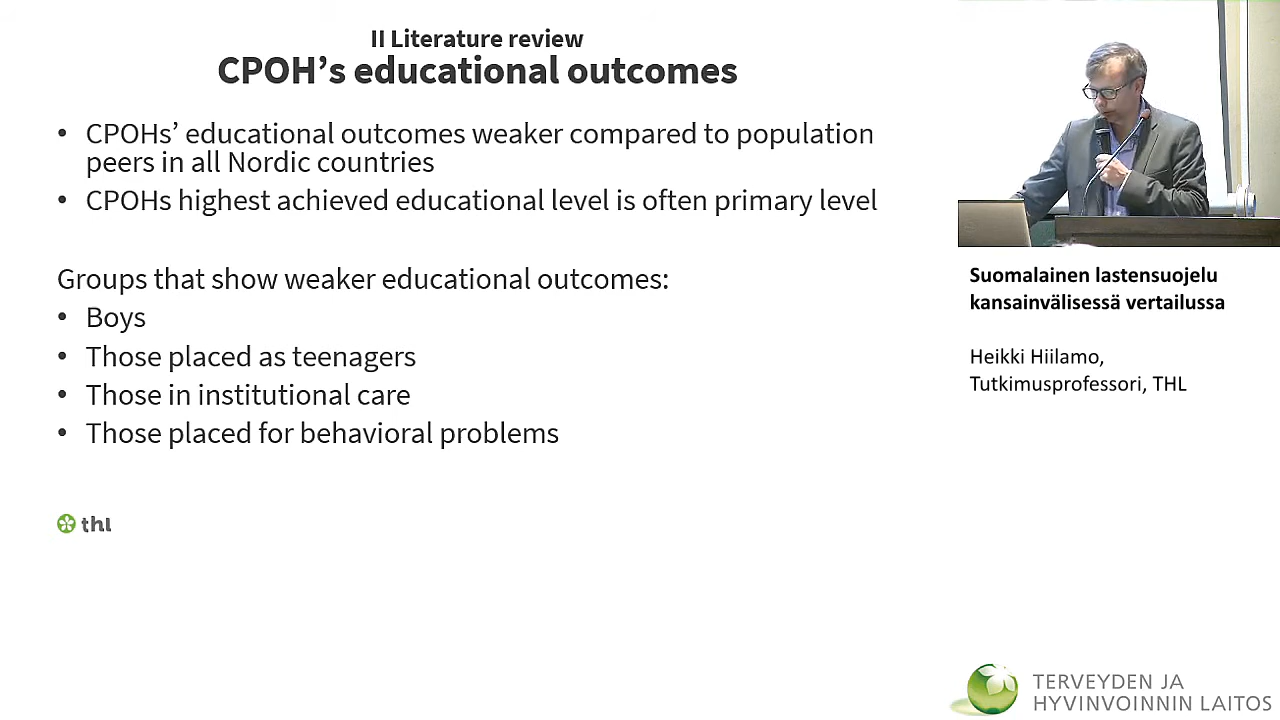 II Literature review
CPOH’s educational outcomes
• CPOHs’ educational outcomes weaker compared to population
peers in all Nordic countries
• CPOHs highest achieved educational level is often primary level
Groups that show weaker educational outcomes:
• Boys
• Those placed as teenagers
• Those in institutional care
• Those placed for behavioral problems
thl
Suomalainen lastensuojelu
kansainvälisessä vertailussa
Heikki Hiilamo,
Tutkimusprofessori, THL
TERVEYDEN JA
HYVINVOINNIN LAITOS